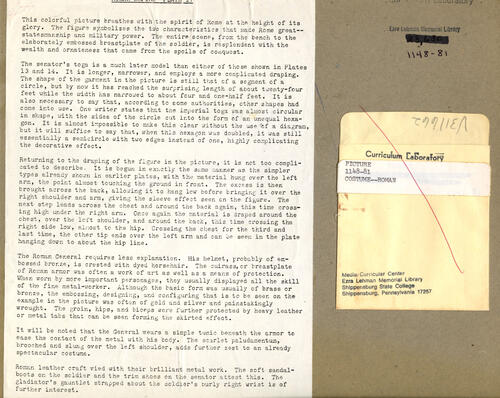 This colorful picture breathes with the spirit of Rome at the height of its
glory. The figure symbolizes the two characteristics that made Rome great--
statesmanship and military power. The entire scene, from the bench to the
elaborately embossed breastplate of the soldier, is resplendent with the
wealth and ornateness that came from the spoils of conquest.
The senator's toga is a much later model than either of those shown in Plates
13 and 14. It is longer, narrower, and employs a more complicated draping.
The shape of the garment in the picture is still that of a segment of a
circle, but by now it has reached the surprising length of about twenty-four
feet while the width has narrowed to about four and one-half feet. It is
also necessary to say that, according to some authorities, other shapes had
come into use. One writer states that the imperial toga was almost circular
in shape, with the sides of the circle cut into the form of an unequal hexa-
gon. It is almost impossible to make this clear without the use of a diagram,
but it will suffice to say that, when this hexagon was doubled, it was still
essentially a semicircle with two edges instead of one, highly complicating
the decorative effect.
Returning to the draping of the figure in the picture, it is not too compli-
cated to describe. It is begun in exactly the same manner as the simpler
types already shown in earlier plates, with the material hung over the left
arm, the point almost touching the ground in front. The excess is then
brought across the back, allowing it to hang low before bringing it over the
right shoulder and arm, giving the sleeve effect seen on the figure. The
next step leads across the chest and around the back again, this time cross-
ing high under the right arm. Once again the material is draped around the
chest, over the left shoulder, and around the back, this time crossing the
right side low, almost to the hip. Crossing the chest for the third and
last time, the other tip ends over the left arm and can be seen in the plate
hanging down to about the hip line.
The Roman General requires less explanation. His helmet, probably of em-
bossed bronze, is crested with dyed horsehair. The cuirass, or breastplate
of Roman armor was often a work of art as well as a means of protection.
When worn by more important personages, they usually displayed all the skill
of the fine metal-worker. Although the basic form was usually of brass or
bronze, the embossing, designing, and configuration that is to be seen on the
example in the picture was often of gold and silver and painstakingly
wrought. The groin, hips, and biceps were further protected by heavy leather
or metal tabs that can be seen forming the skirted effect.
It will be noted that the General wears a simple tunic beneath the armor to
ease the contact of the metal with his body. The scarlet paludamentum,
brooched and slung over the left shoulder, adds further zest to an already
spectacular costume.
Roman leather craft vied with their brilliant metal work. The soft sandal-
boots on the soldier and the trim shoes on the senator attest this. The
gladiator's gauntlet strapped about the soldier's burly right wrist is of
further interest.
Ezra Lehman Memorial Library
1148-81
V311662
Curriculum Laboratory
PICTURE
1148-81
COSTUME--ROMAN
Media/Curricular Center
Ezra Lehman Memorial Library
Shippensburg State College
Shippensburg, Pennsylvania 17257